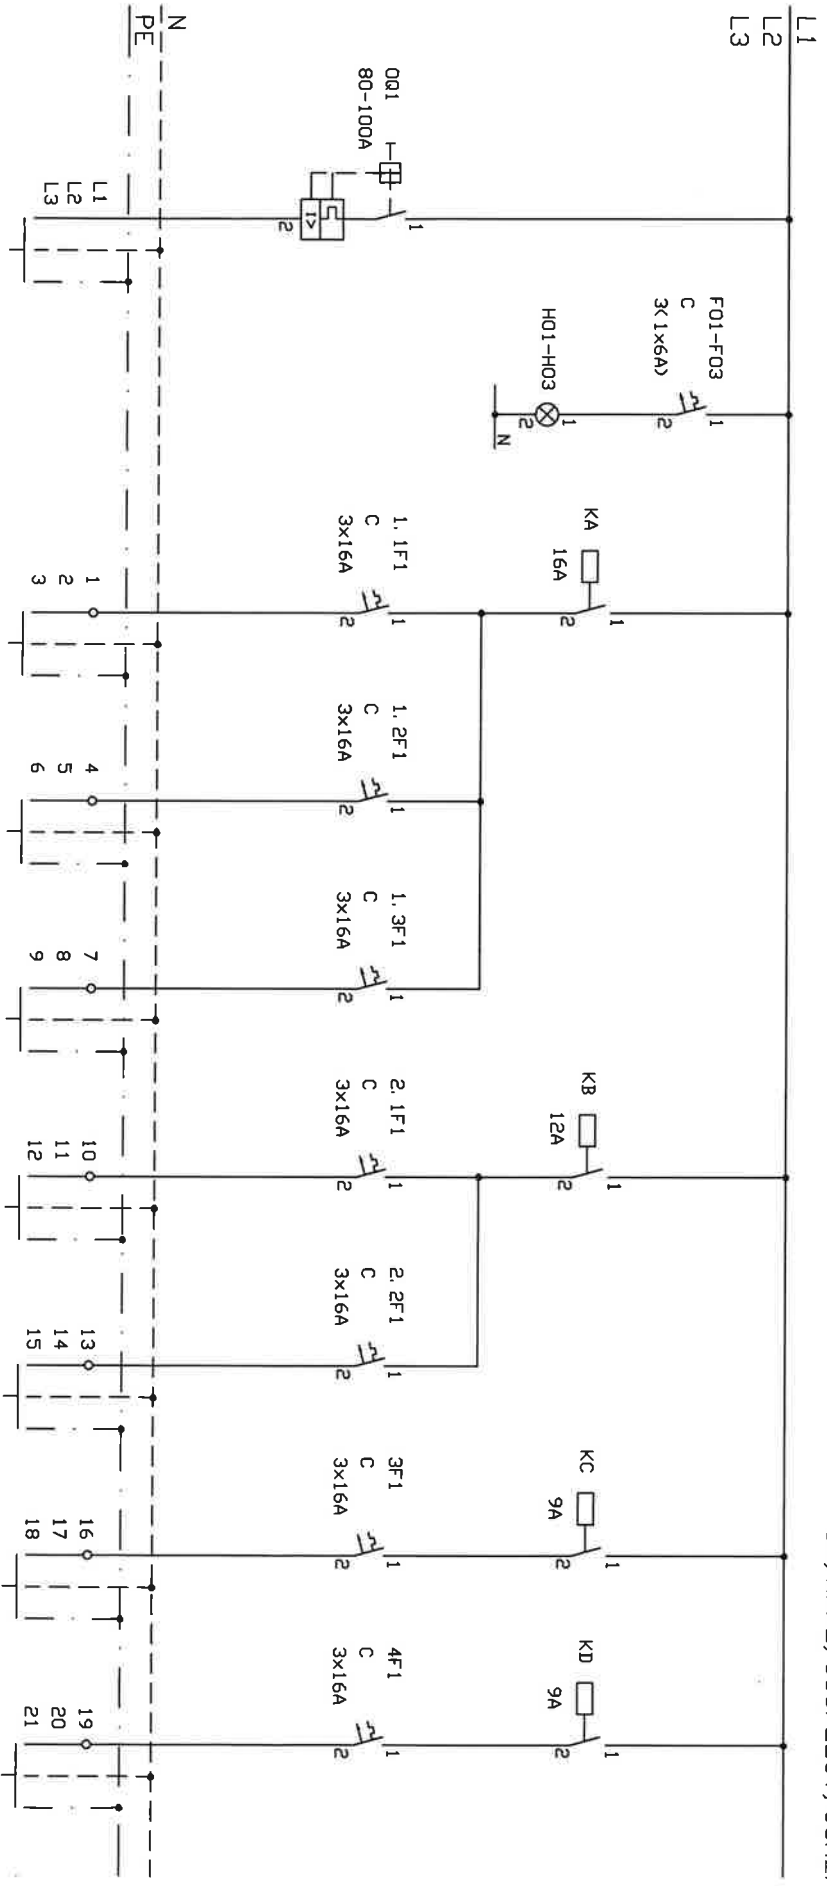 L1
L2
L3
N
PE
0Q1
80-100A
1
I>
2
L1
L2
L3
F01-F03
C
3(1x6A)
1
2
H01-H03
1
2
N
KA
16A
1
2
1.1F1
C
3x16A
1
2
1
2
3
1.2F1
C
3x16A
1
2
4
5
6
1.3F1
C
3x16A
1
2
7
8
9
KB
12A
1
2
2.1F1
C
3x16A
1
2
10
11
12
2.2F1
C
3x16A
1
2
13
14
15
KC
9A
1
2
3F1
C
3x16A
1
2
16
17
18
KD
9A
1
2
4F1
C
3x16A
1
2
19
20
21